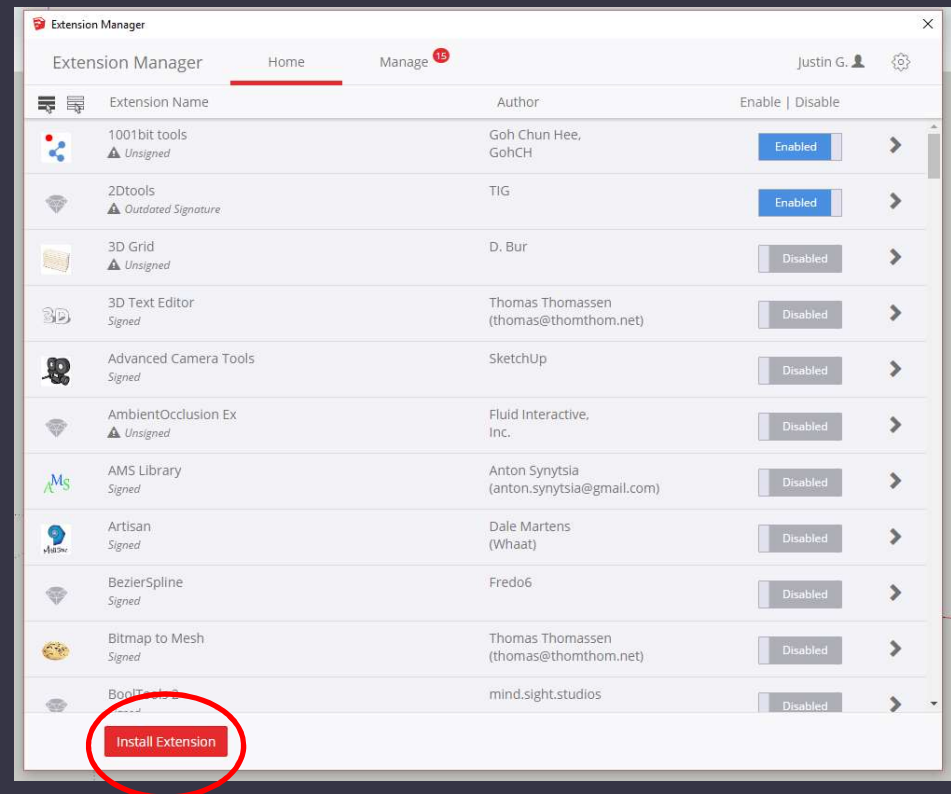 Extension Manager
Extension Manager Home Manage 15 Justin G.
Extension Name Author Enable | Disable
1001bit tools Goh Chun Hee,
Unsigned GohCH Enabled
2Dtools TIG
Outdated Signature Enabled
3D Grid D. Bur
Unsigned Disabled
3D 3D Text Editor Thomas Thomassen
Signed (thomas@thomthom.net) Disabled
Advanced Camera Tools SketchUp
Signed Disabled
AmbientOcclusion Ex Fluid Interactive,
Unsigned Inc. Disabled
AMS AMS Library Anton Synytsia
Signed (anton.synytsia@gmail.com) Disabled
Artisan Dale Martens
Signed (Whaat) Disabled
BezierSpline Fredo6
Signed Disabled
Bitmap to Mesh Thomas Thomassen
Signed (thomas@thomthom.net) Disabled
BoolTools 2 mind.sight.studios
Disabled
Install Extension